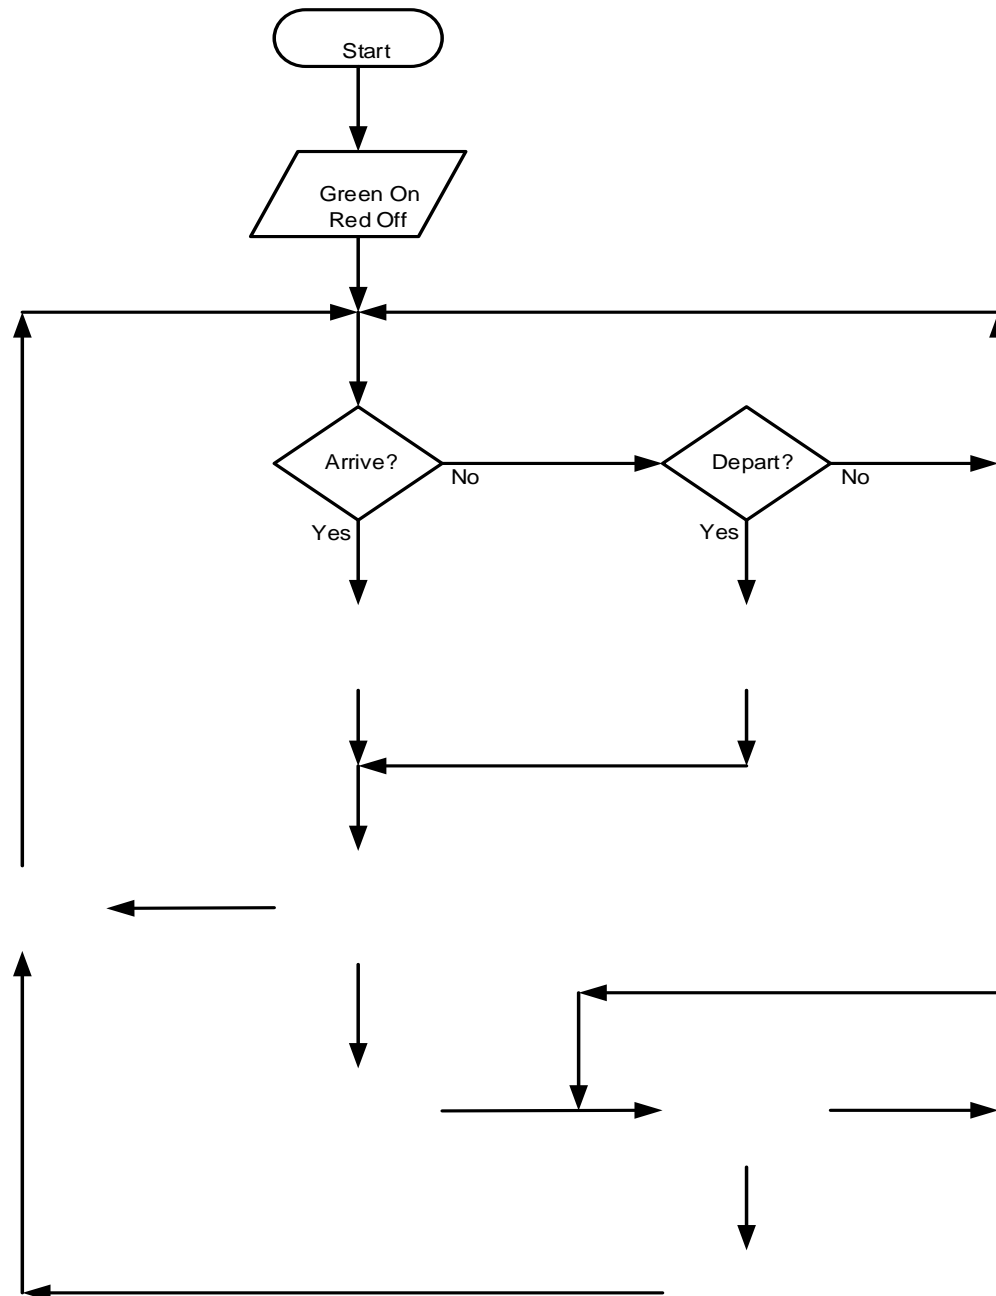 Start
Green On
Red Off
Arrive?
No
Depart?
No
Yes
Yes